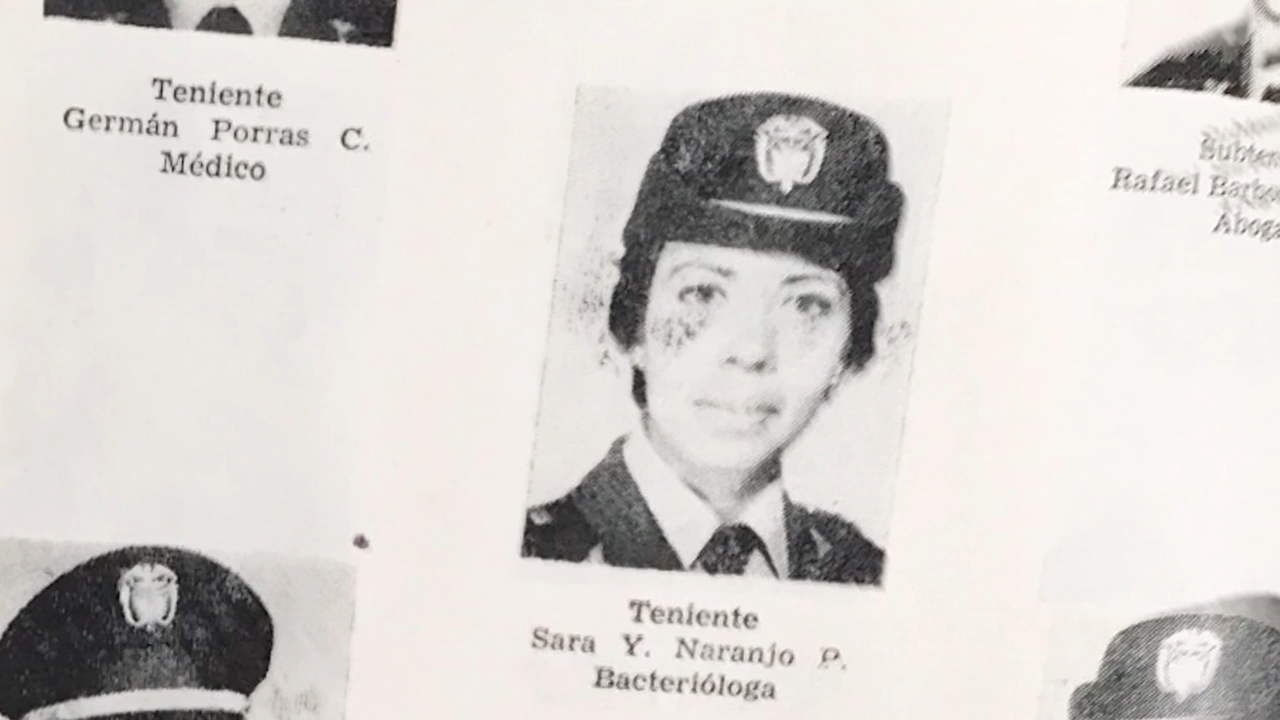 Teniente
Germán Porras C.
Médico
Rafael
Teniente
Sara Y. Naranjo P.
Bacterióloga